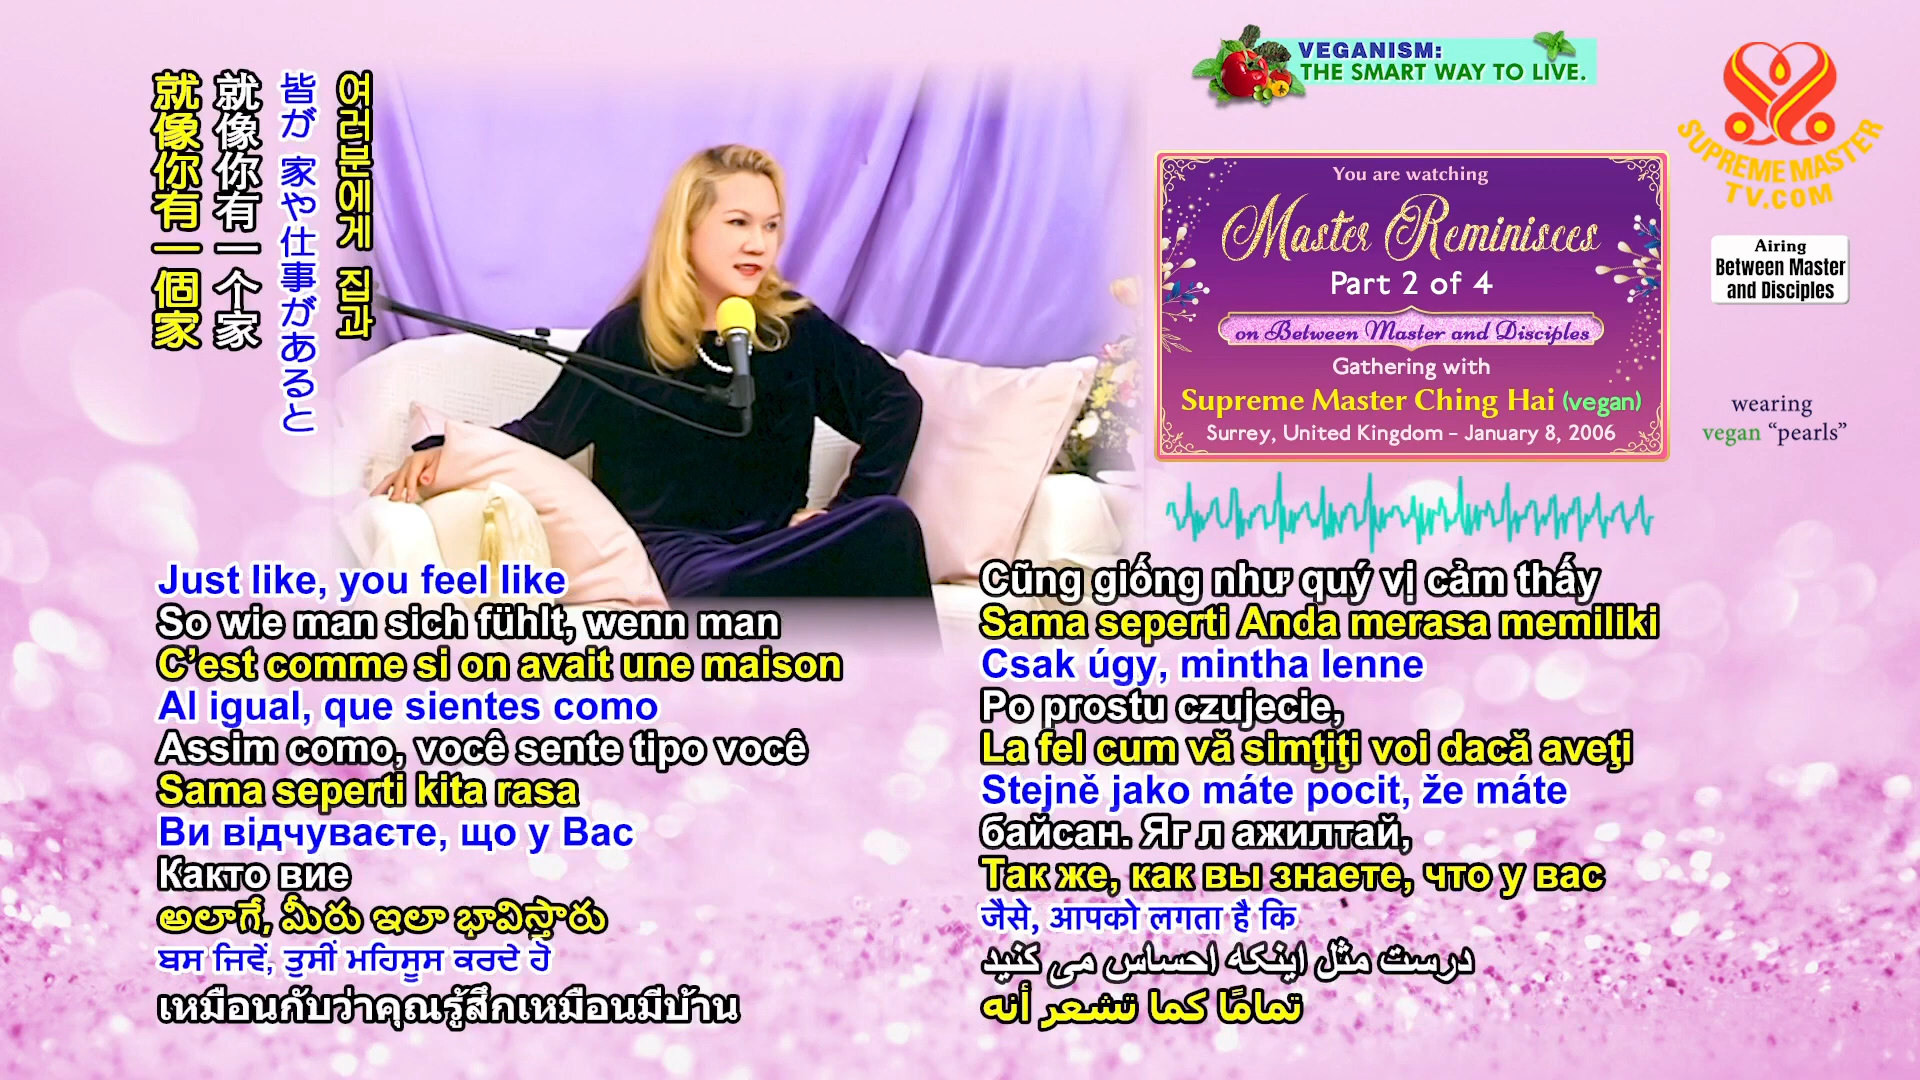 就像你有一個家
就像你有一个家
皆が 家や仕事があると
여러분에게 집과
VEGANISM:
THE SMART WAY TO LIVE.
SUPREME MASTER
TV.COM
You are watching
Master Reminisces
Part 2 of 4
on Between Master and Disciples
Gathering with
Supreme Master Ching Hai (vegan)
Surrey, United Kingdom – January 8, 2006
Airing
Between Master
and Disciples
wearing
vegan “pearls”
Just like, you feel like
So wie man sich fühlt, wenn man
C’est comme si on avait une maison
Al igual, que sientes como
Assim como, você sente tipo você
Sama seperti kita rasa
Ви відчуваєте, що у Вас
Както вие
అలాగే, మీరు ఇలా భావిస్తారు
ਬਸ ਜਿਵੇਂ, ਤੁਸੀਂ ਮਹਿਸੂਸ ਕਰਦੇ ਹੋ
เหมือนกับว่าคุณรู้สึกเหมือนมีบ้าน
Cũng giống như quý vị cảm thấy
Sama seperti Anda merasa memiliki
Csak úgy, mintha lenne
Po prostu czujecie,
La fel cum vă simţiţi voi dacă aveţi
Stejně jako máte pocit, že máte
байсан. Яг л ажилтай,
Так же, как вы знаете, что у вас
जैसे, आपको लगता है कि
درست مثل اینکه احساس می کنید
تمامًا كما تشعر أنه